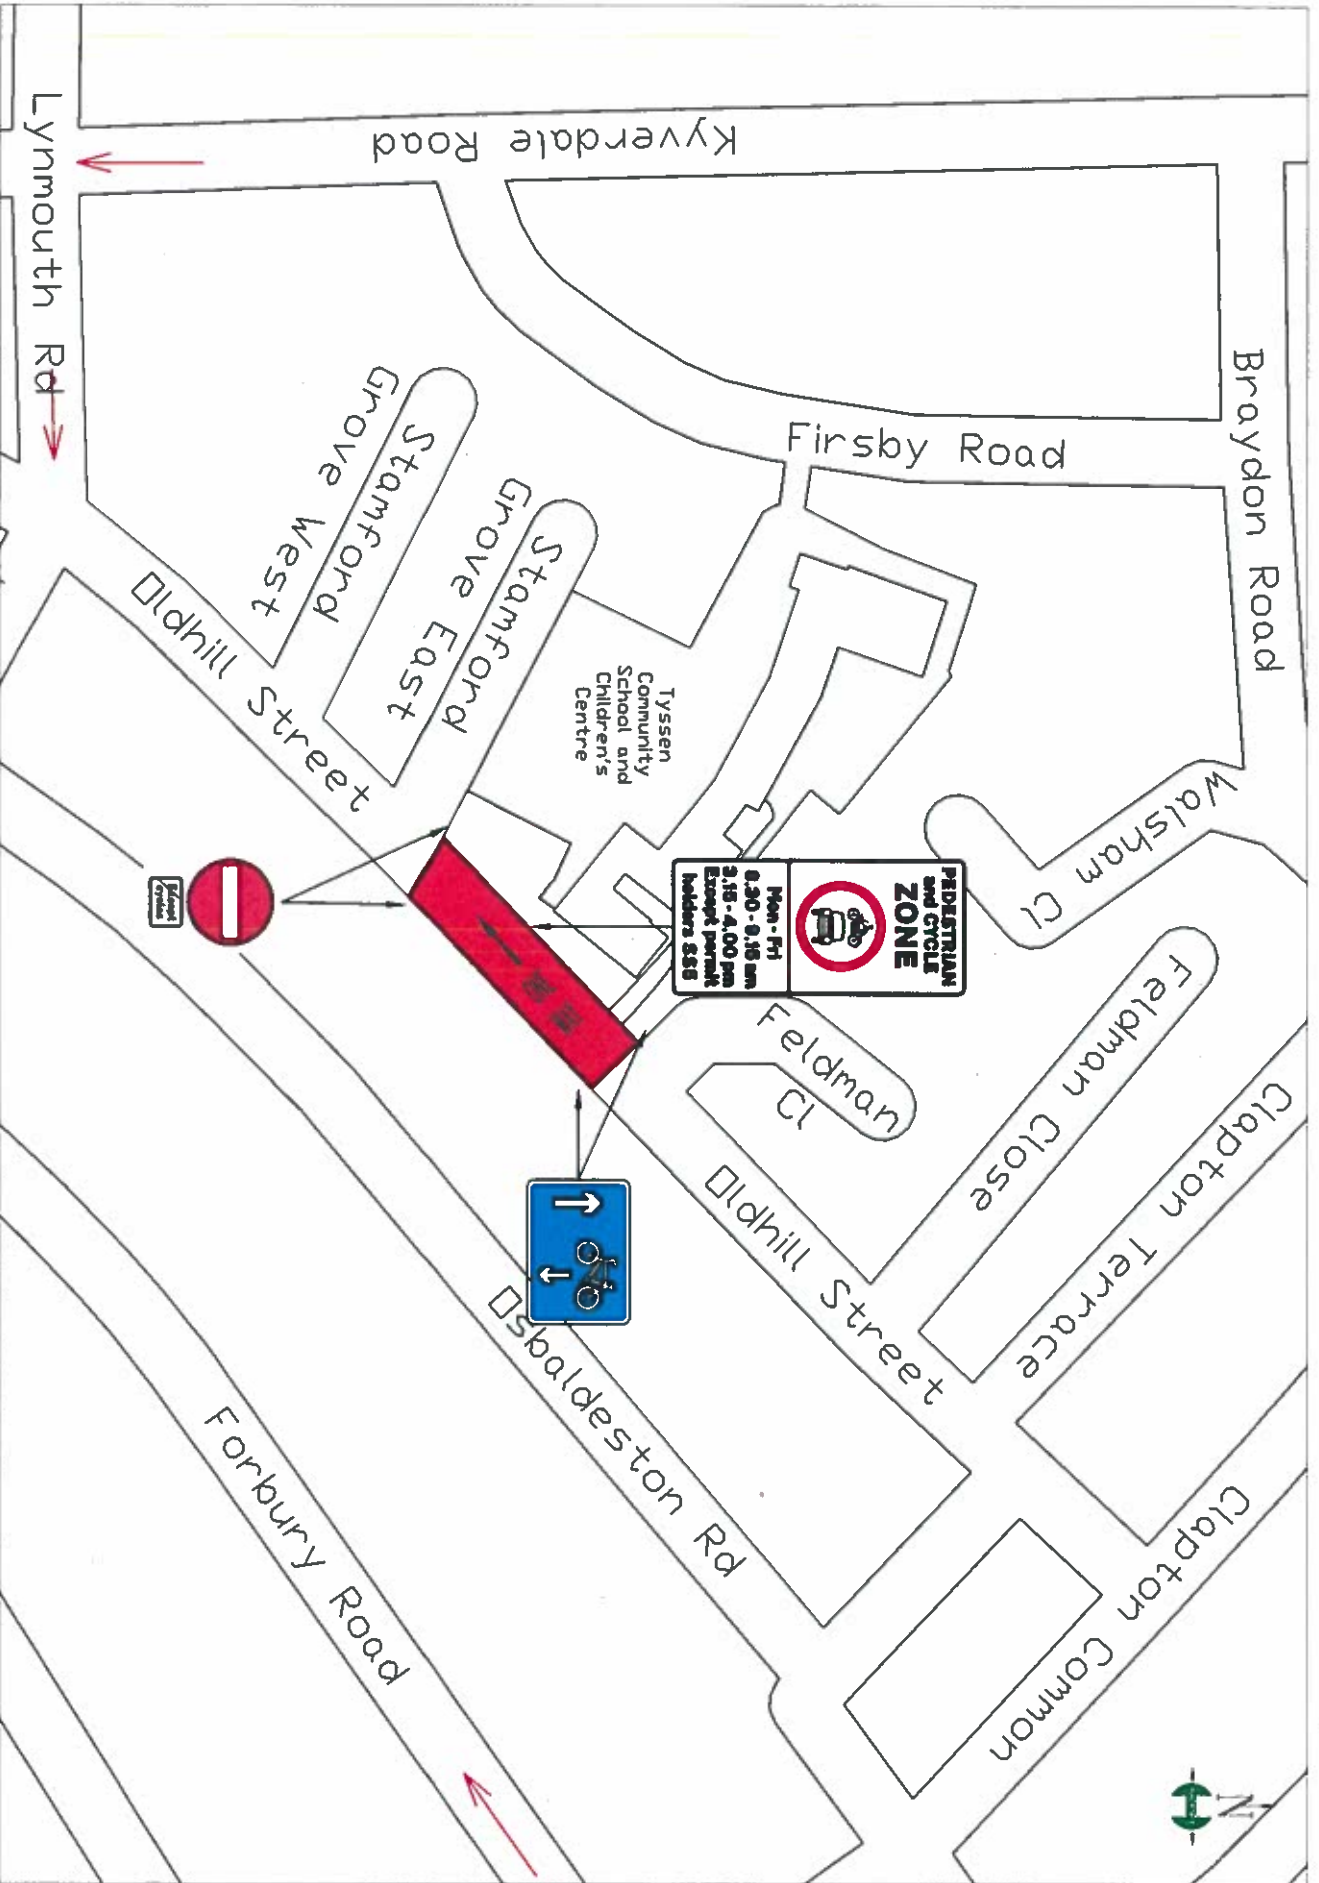 Braydon Road
Walsham Cl
Feldman Close
Clapton Terrace
Clapton Common
N
Kyverdale Road
Firsby Road
PEDESTRIAN
and CYCLE
ZONE
Mon - Fri
8.30 - 9.15 am
3.15 - 4.00 pm
Except permit
holders
Feldman
Cl
Tyssen
Community
School and
Children's
Centre
Oldhill Street
Stamford
Grove East
Stamford
Grove West
Oldhill Street
Lynmouth Rd
Except
cycles
Osbaldeston Rd
Forbury Road